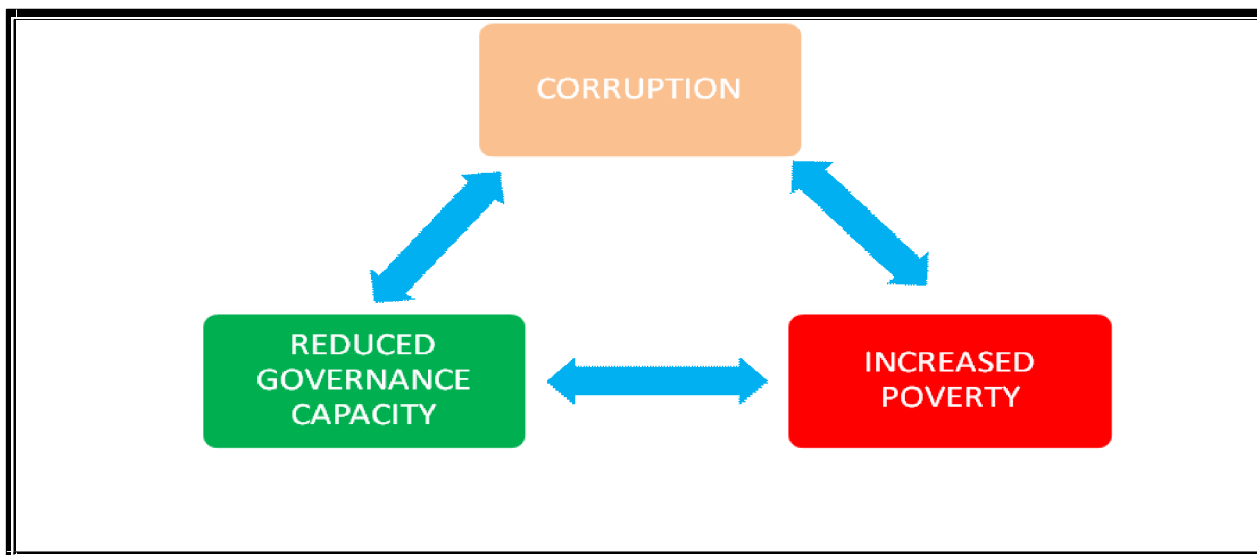 CORRUPTION
REDUCED
GOVERNANCE
CAPACITY
INCREASED
POVERTY